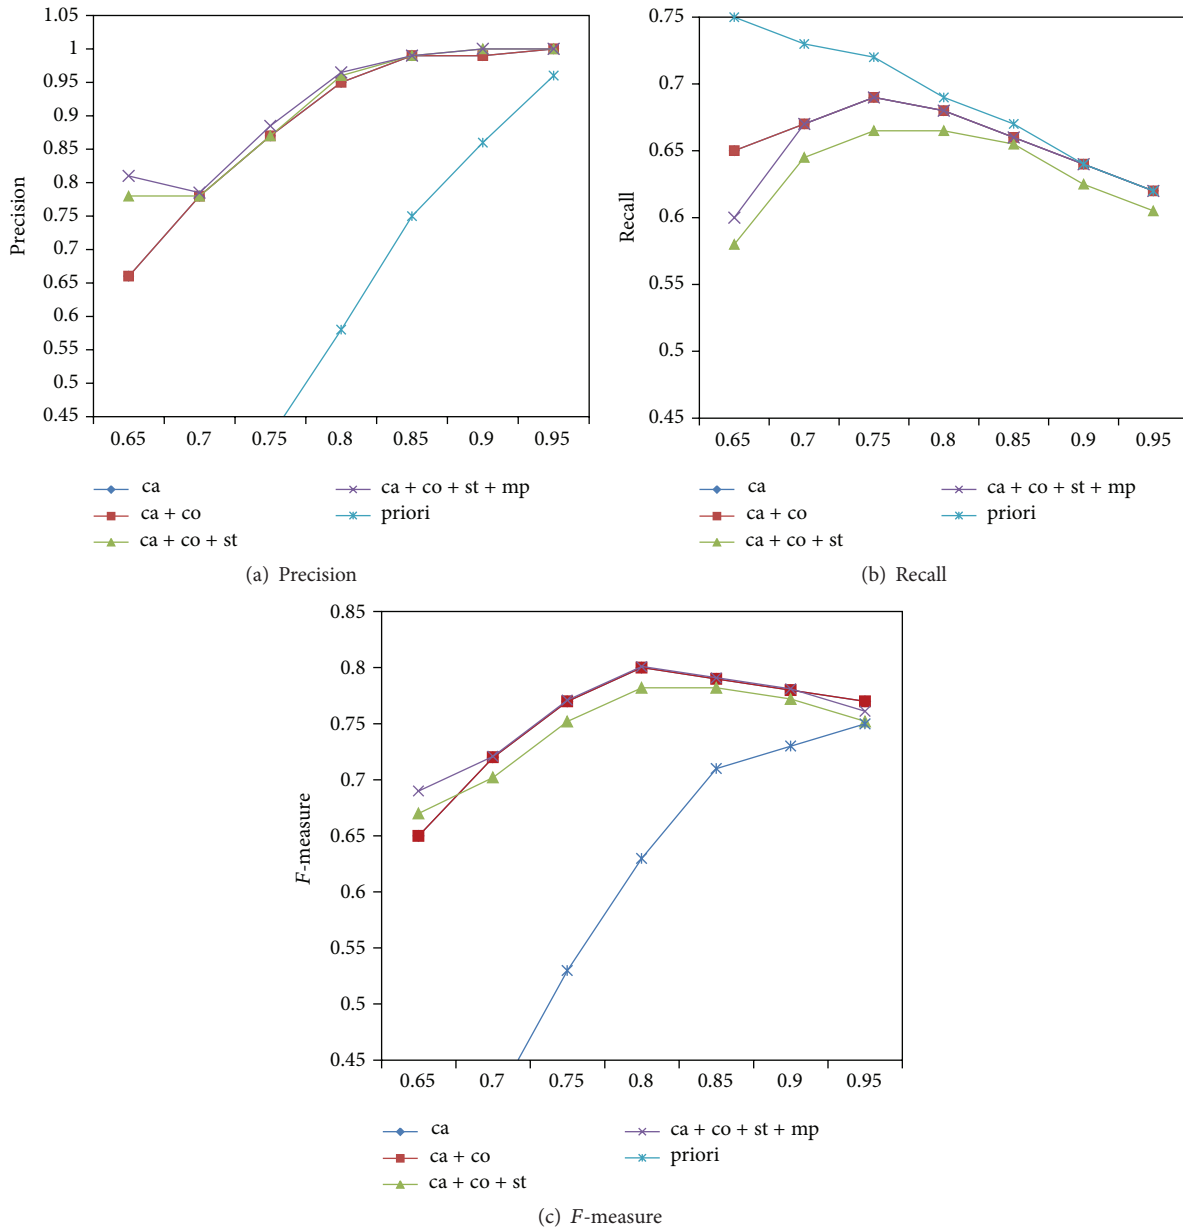 1.05
1
0.95
0.9
0.85
0.8
0.75
0.7
0.65
0.6
0.55
0.5
0.45
Precision
0.65 0.7 0.75 0.8 0.85 0.9 0.95
ca
ca + co
ca + co + st
ca + co + st + mp
priori
(a) Precision
0.75
0.7
0.65
0.6
0.55
0.5
0.45
Recall
0.65 0.7 0.75 0.8 0.85 0.9 0.95
ca
ca + co
ca + co + st
ca + co + st + mp
priori
(b) Recall
0.85
0.8
0.75
0.7
0.65
0.6
0.55
0.5
0.45
F-measure
0.65 0.7 0.75 0.8 0.85 0.9 0.95
ca
ca + co
ca + co + st
ca + co + st + mp
priori
(c) F-measure